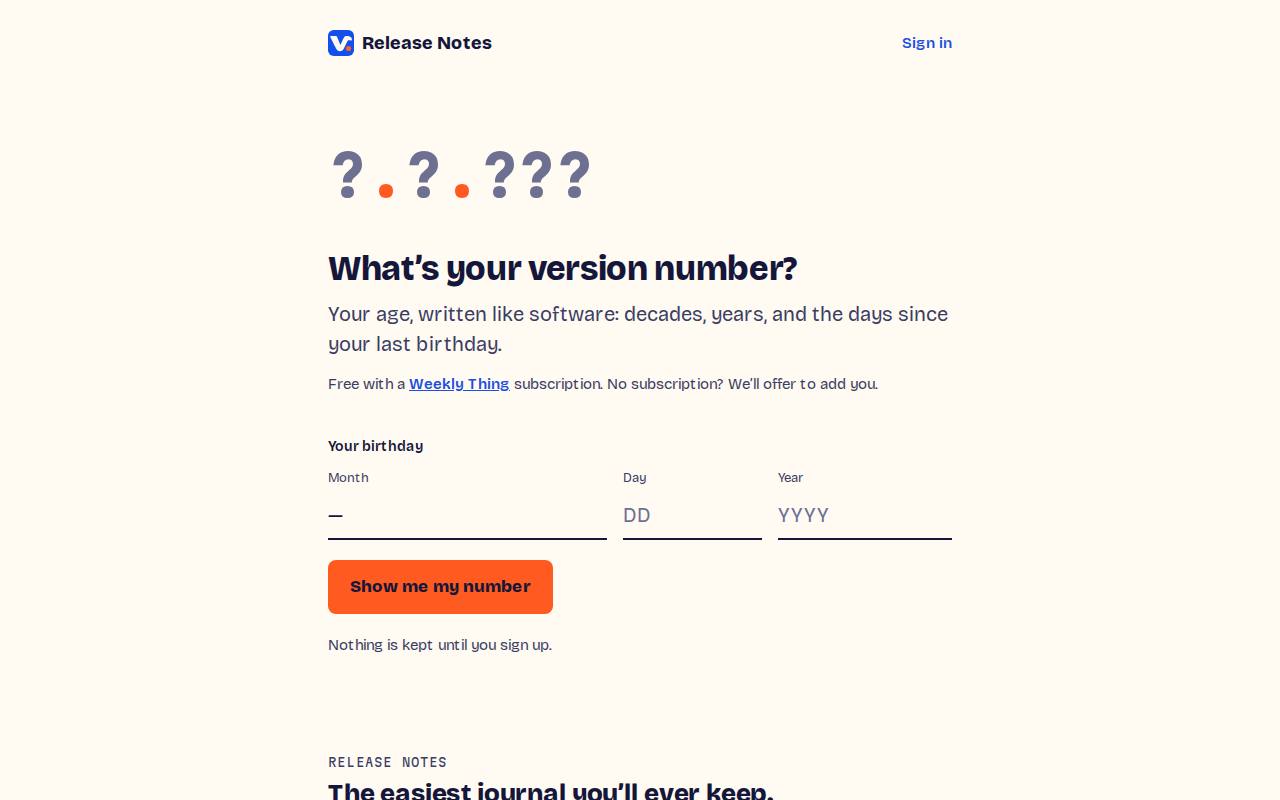 Release Notes
Sign in
?.?.???
What's your version number?
Your age, written like software: decades, years, and the days since
your last birthday.
Free with a Weekly Thing subscription. No subscription? We'll offer to add you.
Your birthday
Month
Day
Year
—
DD
YYYY
Show me my number
Nothing is kept until you sign up.
RELEASE NOTES
The easiest journal you'll ever keep.